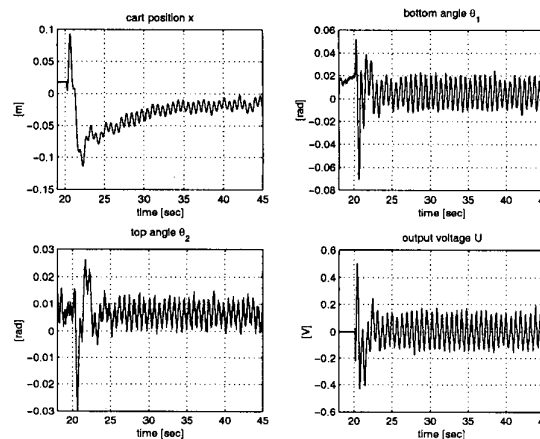 cart position x
0.1
0.05
0
−0.05
−0.1
−0.15
[m]
20 25 30 35 40 45
time [sec]
bottom angle θ1
0.06
0.04
0.02
0
−0.02
−0.04
−0.06
−0.08
[rad]
20 25 30 35 40 45
time [sec]
top angle θ2
0.03
0.02
0.01
0
−0.01
−0.02
−0.03
[rad]
20 25 30 35 40 45
time [sec]
output voltage U
0.6
0.4
0.2
0
−0.2
−0.4
−0.6
[V]
20 25 30 35 40 45
time [sec]